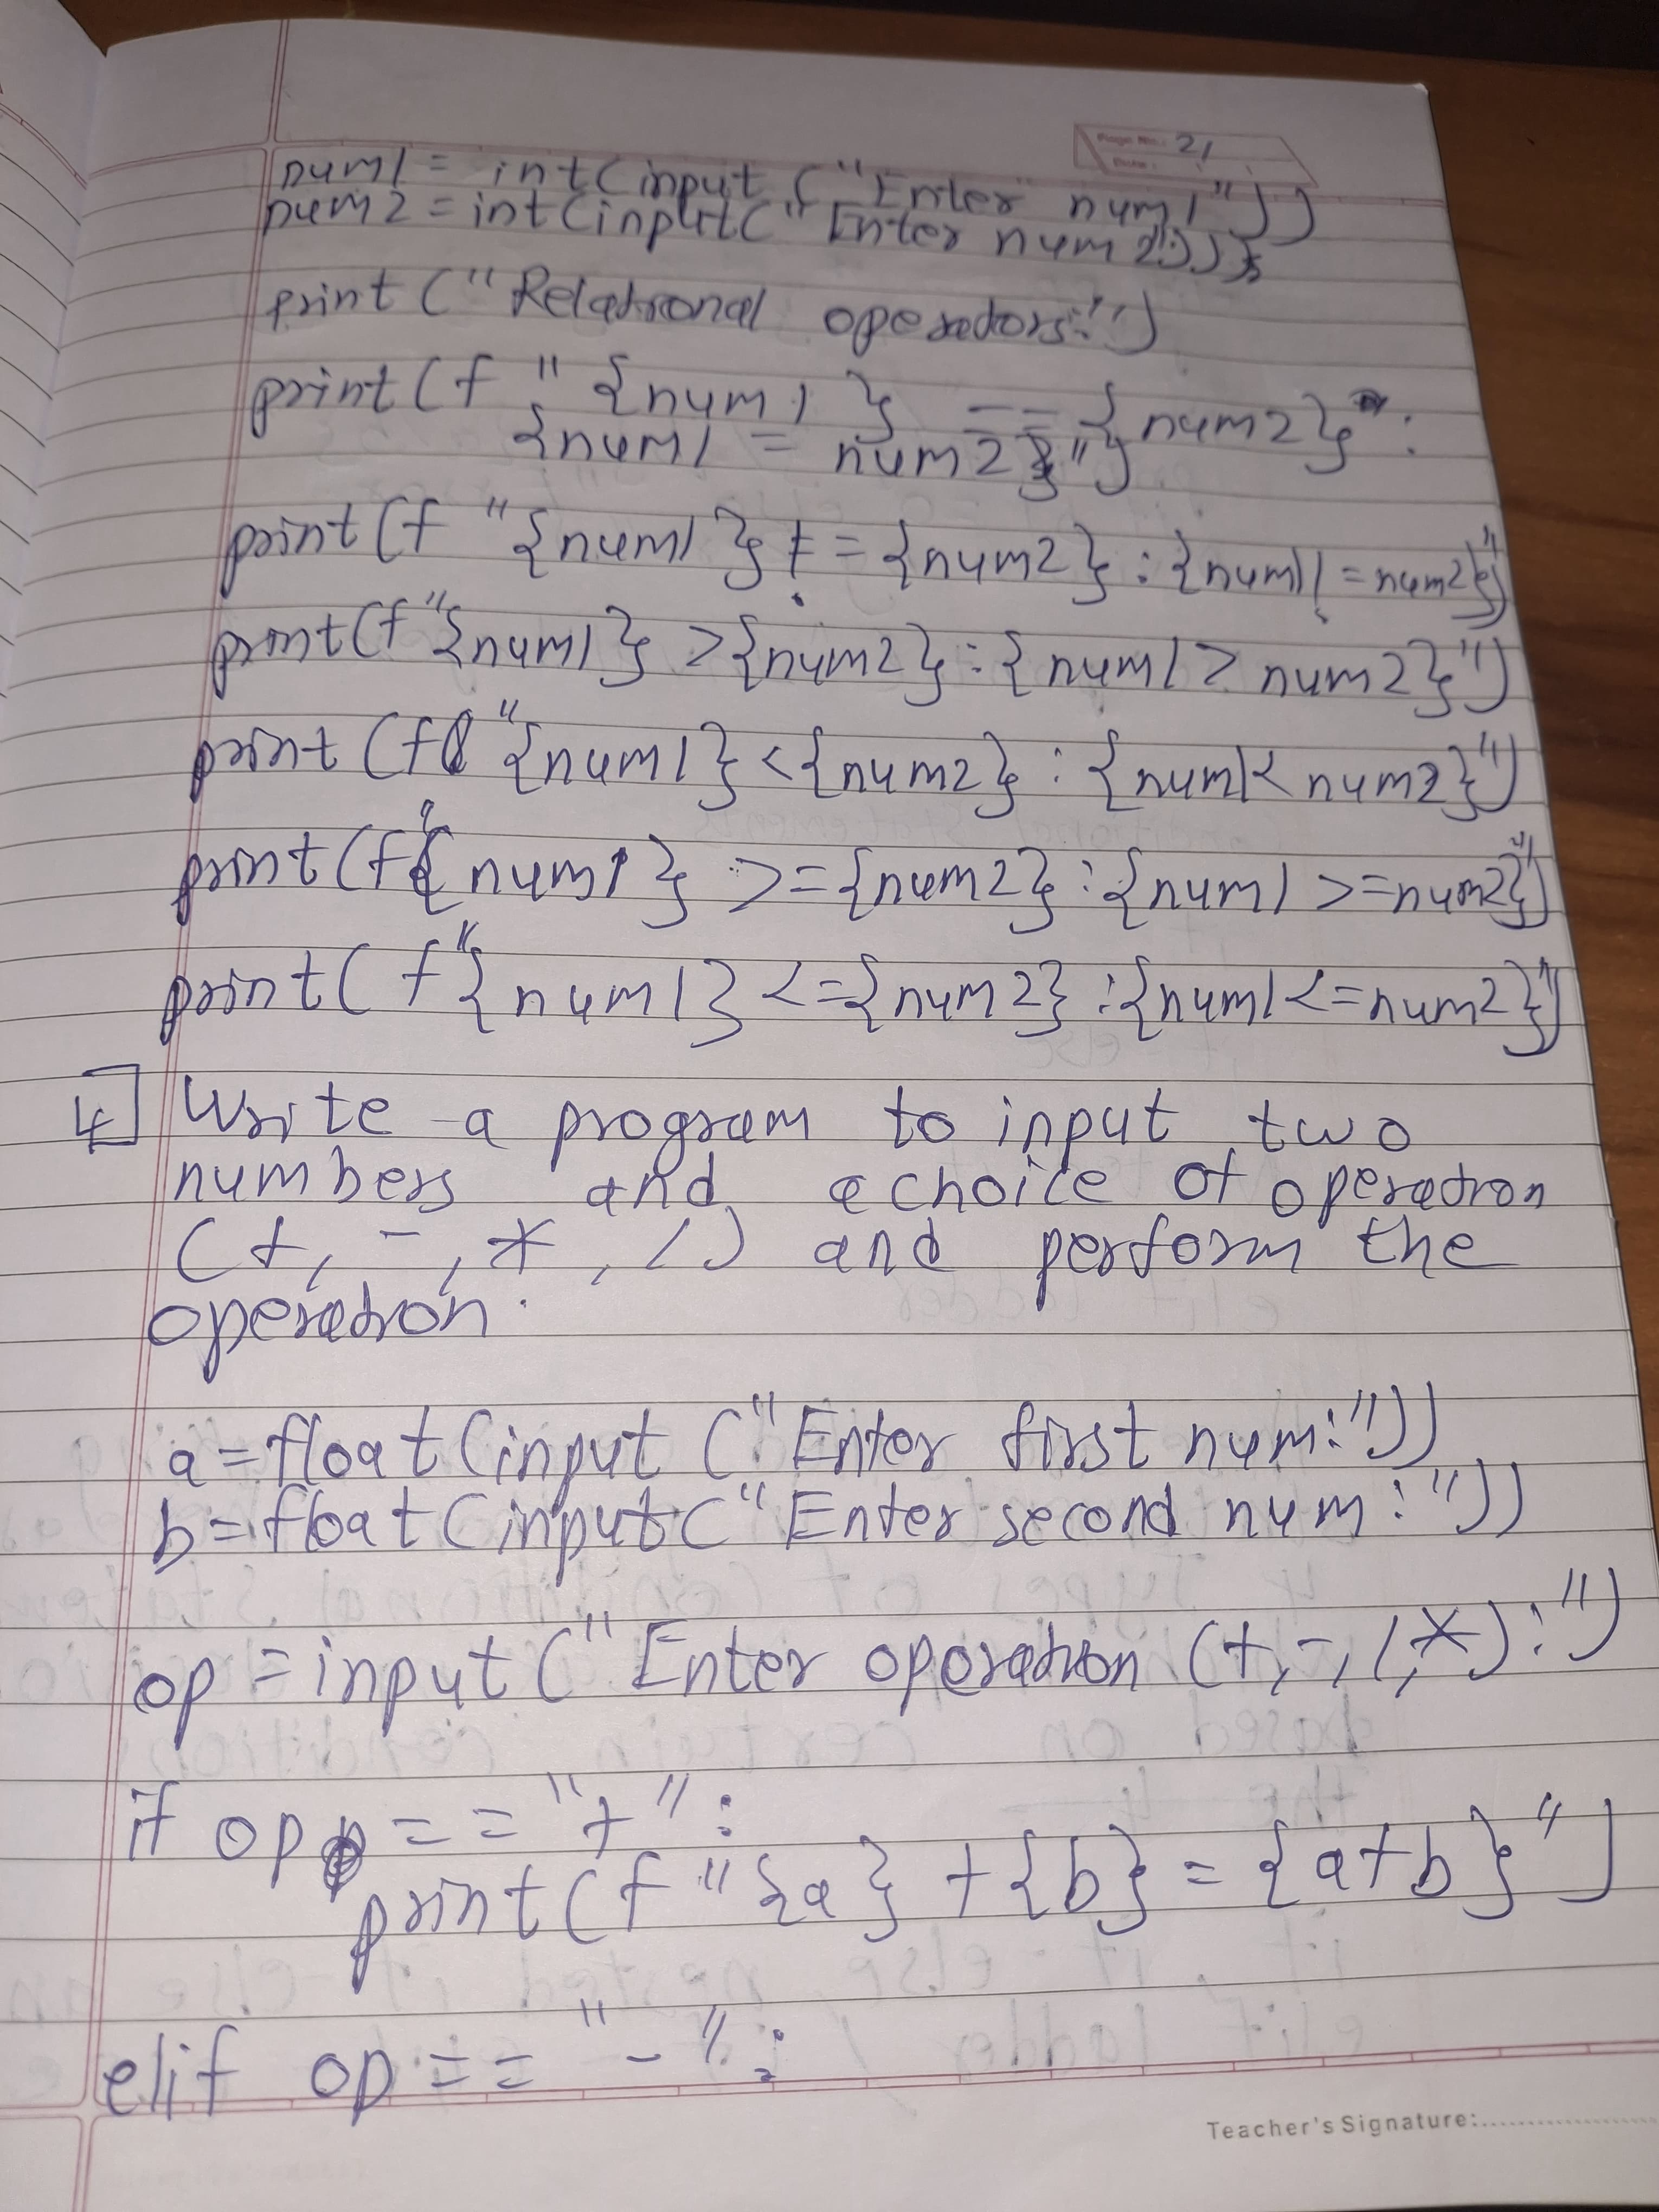 Page No.: 21
Date:
num1 = int(input ("Enter num1"))
num2 = int(input("Enter num2:"))
print ("Relational operators:")
print (f "{num1} == {num2} :
{num1 = num2}")
print (f "{num1} != {num2} : {num1!=num2}")
print(f"{num1} >{num2} : {num1 > num2}")
print (f "{num1} <{num2} : {num1< num2}")
print (f"{num1} >={num2} : {num1 >=num2}")
print( f"{num1} <={num2} :{num1 <=num2}")
4] Write a program to input two
numbers and a choice of operation
(+, -, *, /) and perform the
operation.
a = float (input ("Enter first num:"))
b = float (input ("Enter second num:"))
op = input ("Enter operation (+, -, /, *) : ")
if op == "+" :
print (f "{a} + {b} = {a+b}")
elif op == "-" :
Teacher's Signature: